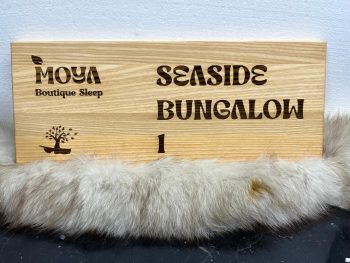 MOYA
Boutique Sleep
SEASIDE
BUNGALOW
1